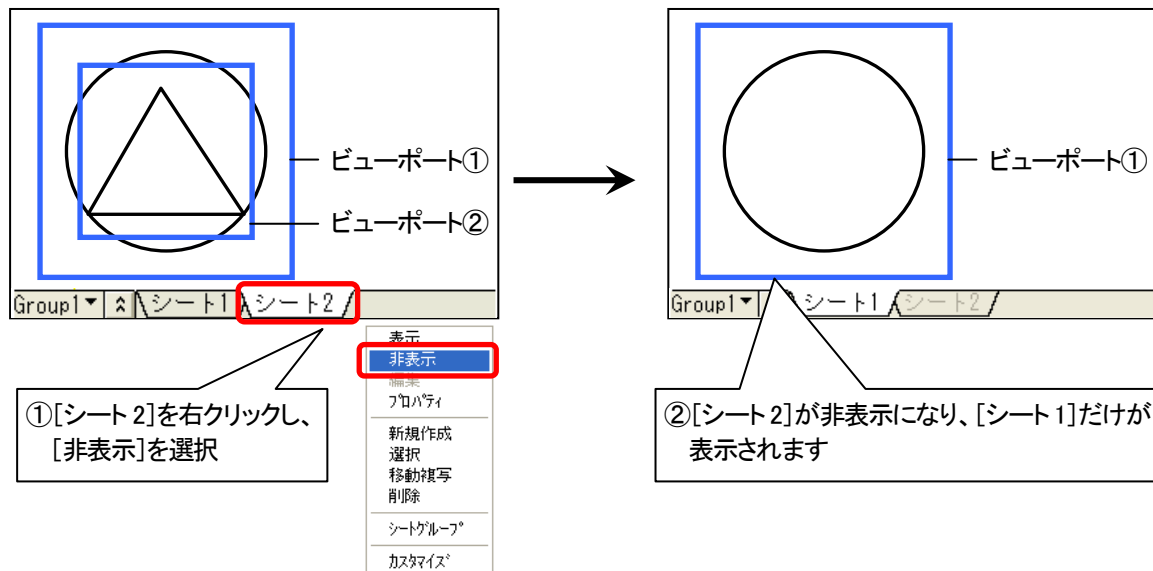 ビューポート①
ビューポート②
Group1 シート1 シート2
表示
非表示
編集
プロパティ
新規作成
選択
移動複写
削除
シートグループ
カスタマイズ
①[シート2]を右クリックし、
[非表示]を選択
ビューポート①
Group1 シート1 シート2
②[シート2]が非表示になり、[シート1]だけが
表示されます